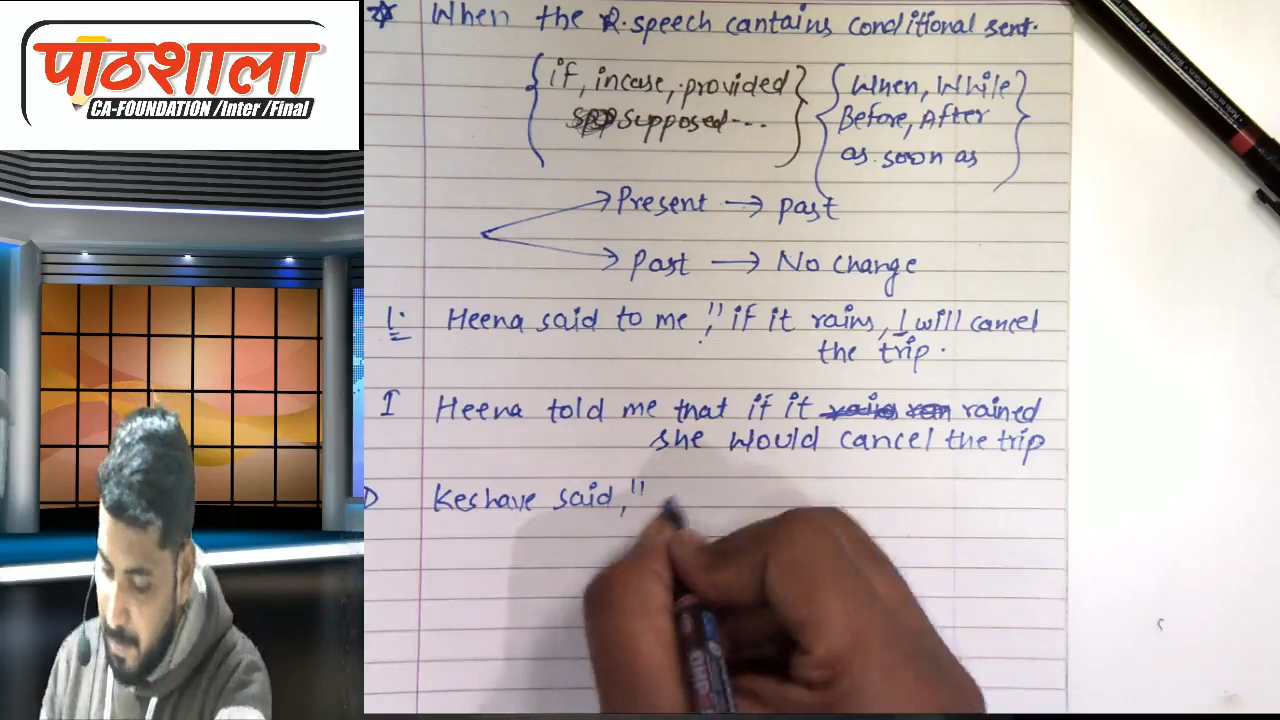 पाठशाला
CA-FOUNDATION /Inter /Final
When the R. speech cantains conditional sent.
{if, incase, provided
supposed...}
{When, While
Before, After
as soon as}
→ Present → past
→ past → No change
1. Heena said to me ," if it rains, I will cancel
the trip.
I Heena told me that if it rained
she would cancel the trip
D Keshave said,"